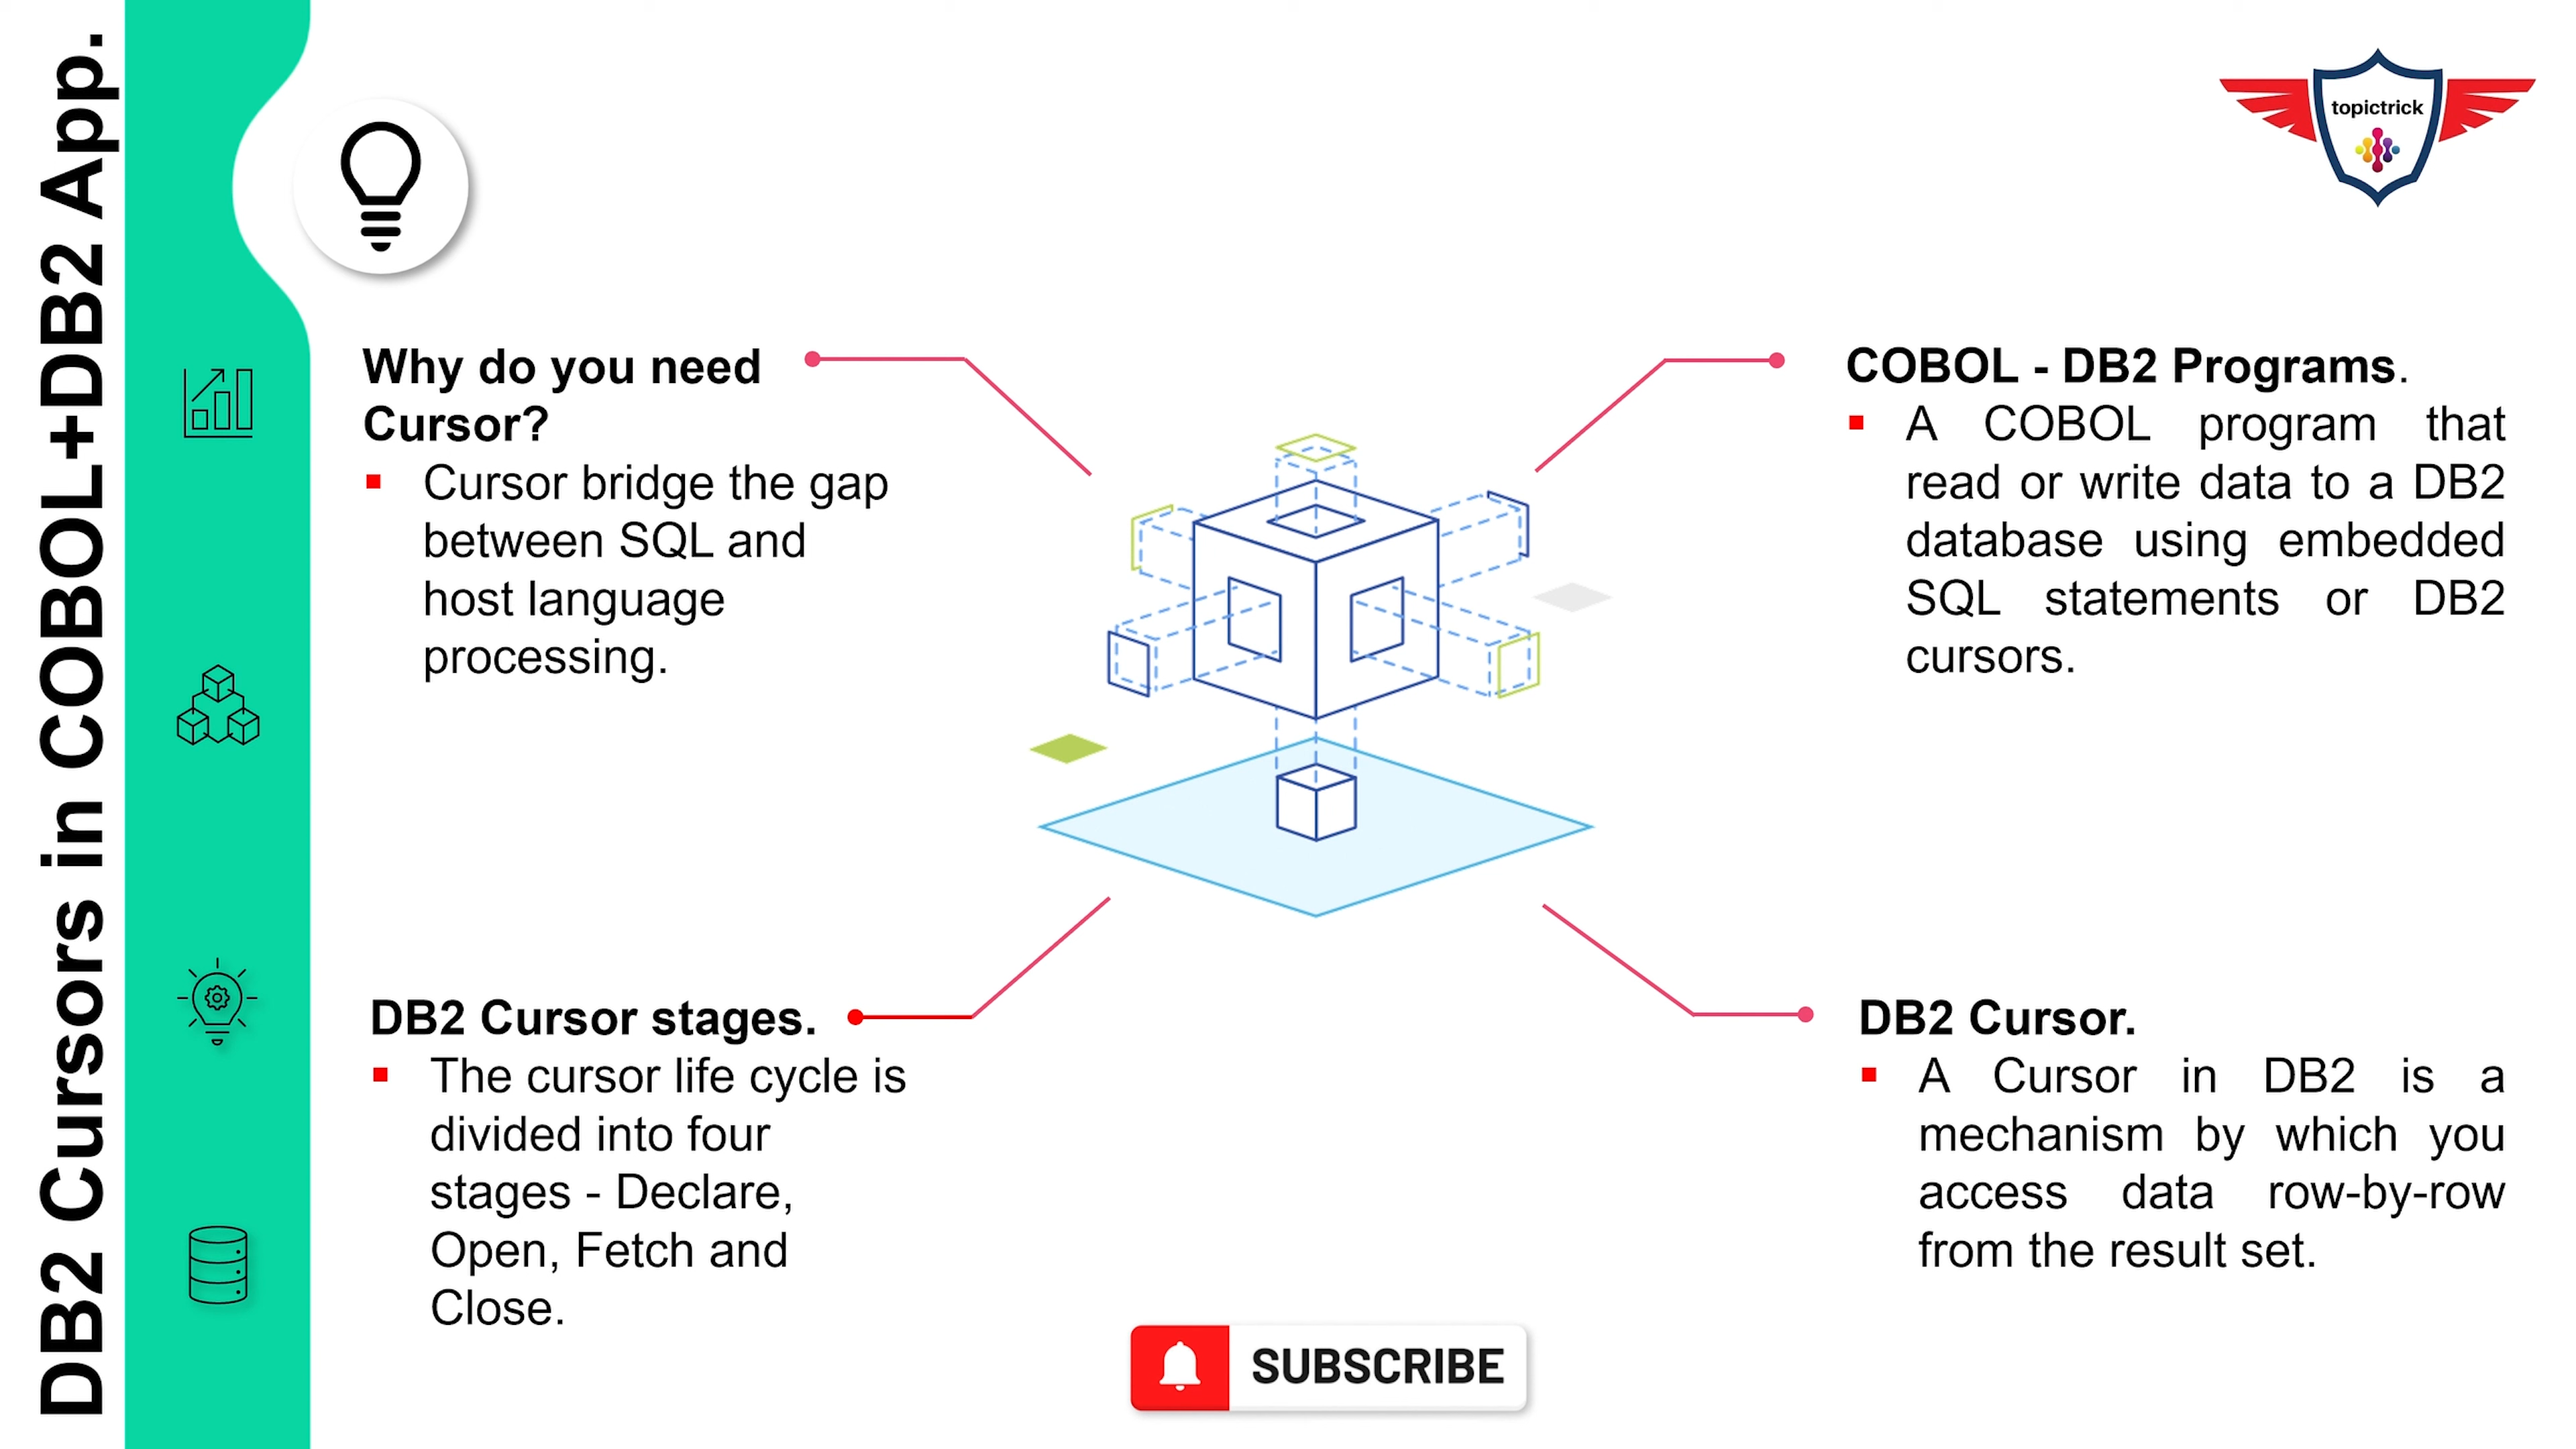 DB2 Cursors in COBOL+DB2 App.
topictrick
Why do you need
Cursor?
Cursor bridge the gap
between SQL and
host language
processing.
COBOL - DB2 Programs.
A COBOL program that
read or write data to a DB2
database using embedded
SQL statements or DB2
cursors.
DB2 Cursor stages.
The cursor life cycle is
divided into four
stages - Declare,
Open, Fetch and
Close.
DB2 Cursor.
A Cursor in DB2 is a
mechanism by which you
access data row-by-row
from the result set.
SUBSCRIBE